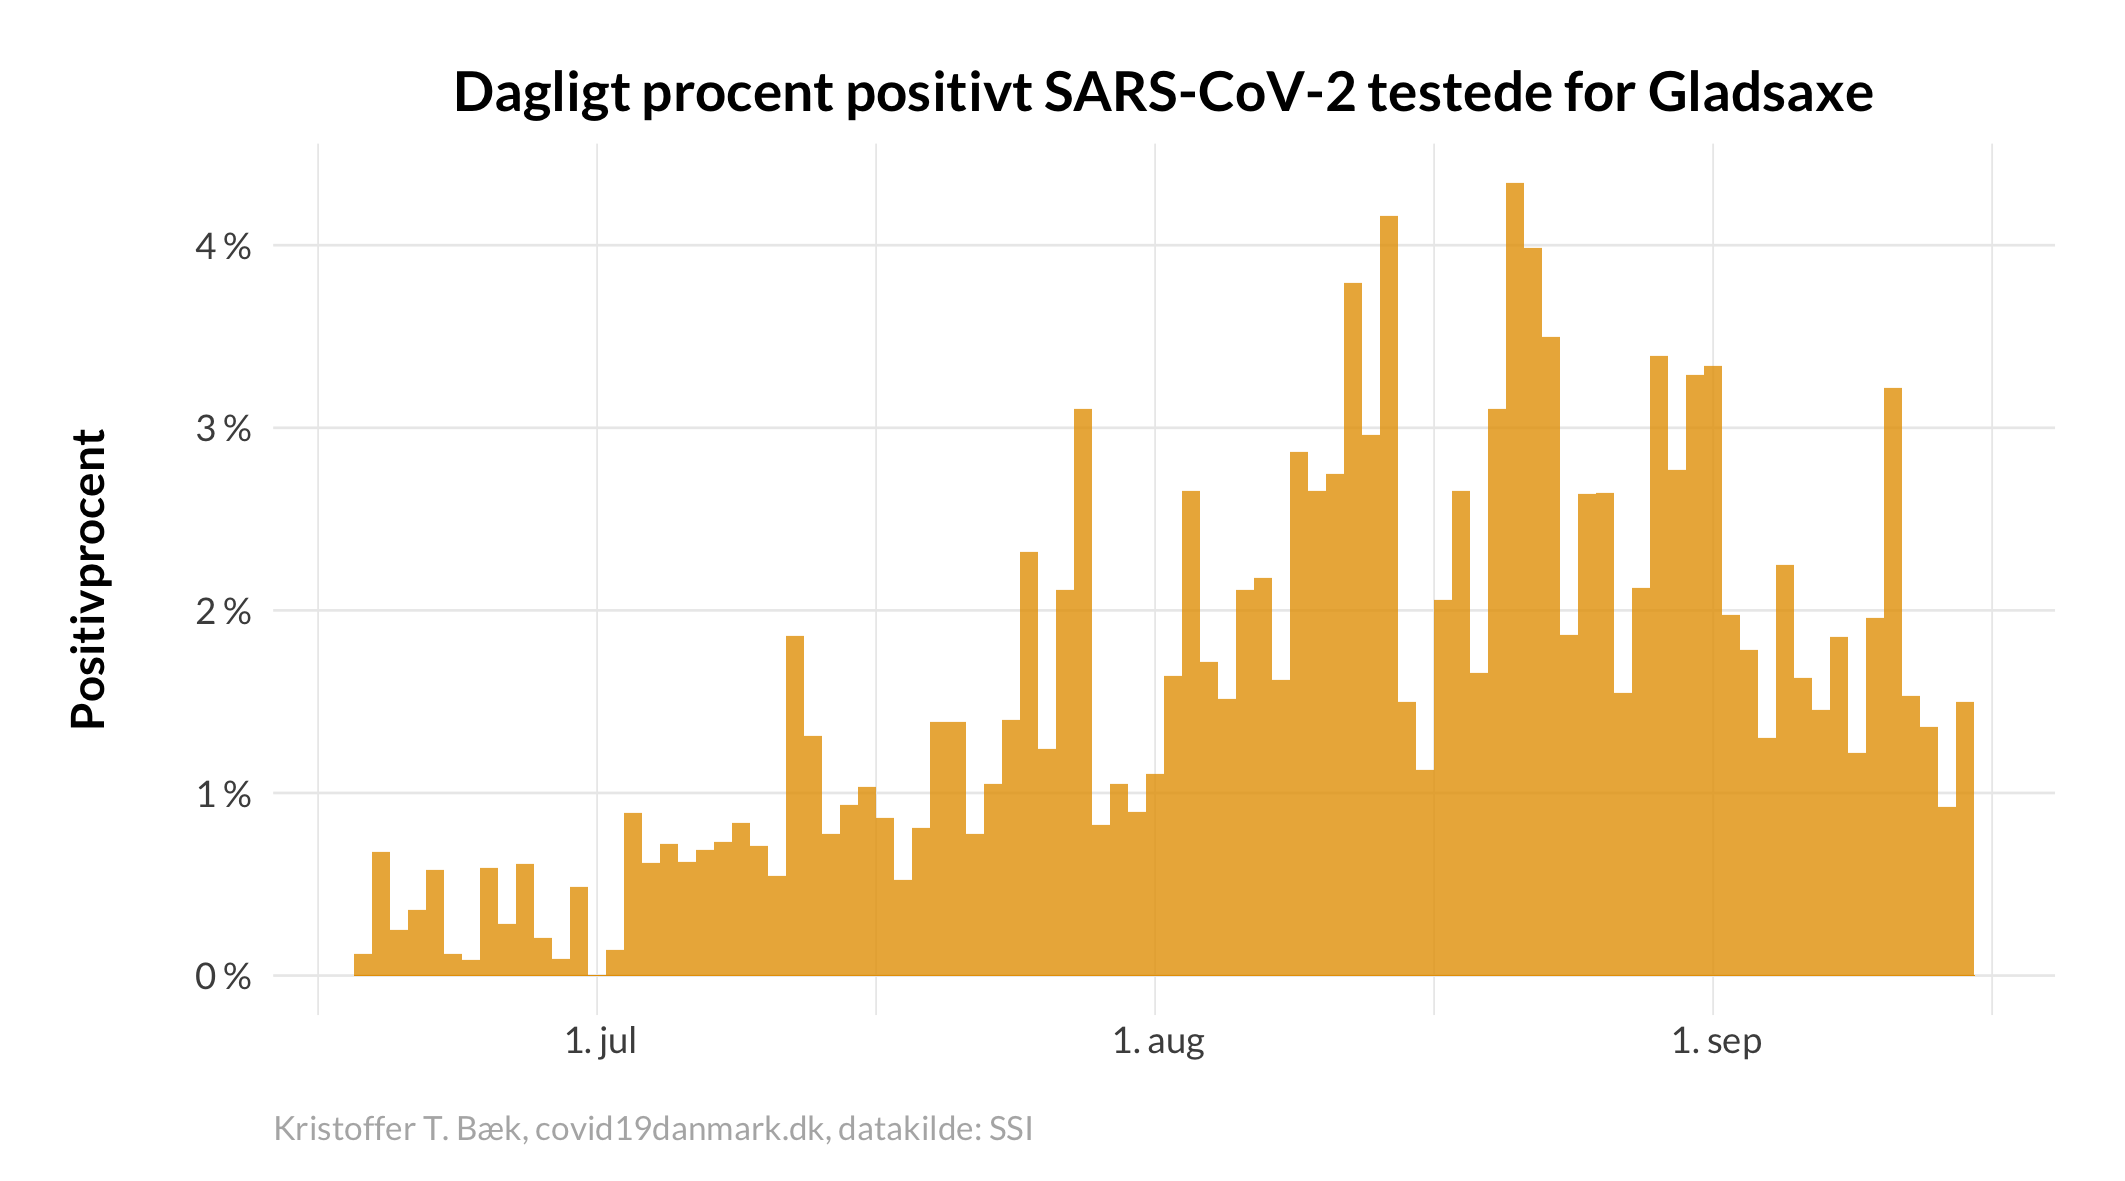 Dagligt procent positivt SARS-CoV-2 testede for Gladsaxe
Positivprocent
4 %
3 %
2 %
1 %
0 %
1. jul
1. aug
1. sep
Kristoffer T. Bæk, covid19danmark.dk, datakilde: SSI